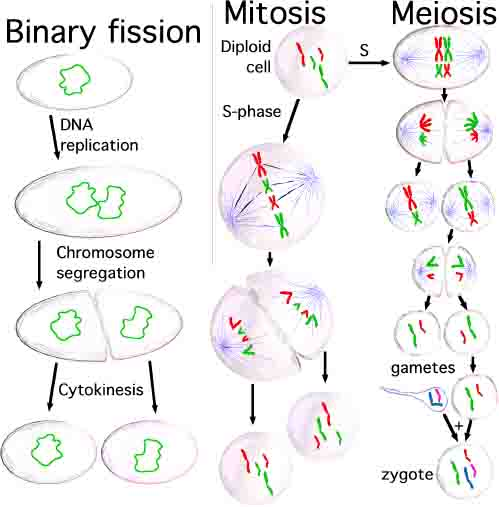 Binary fission
DNA
replication
Chromosome
segregation
Cytokinesis
Mitosis
Diploid
cell
S
S-phase
Meiosis
gametes
+
zygote